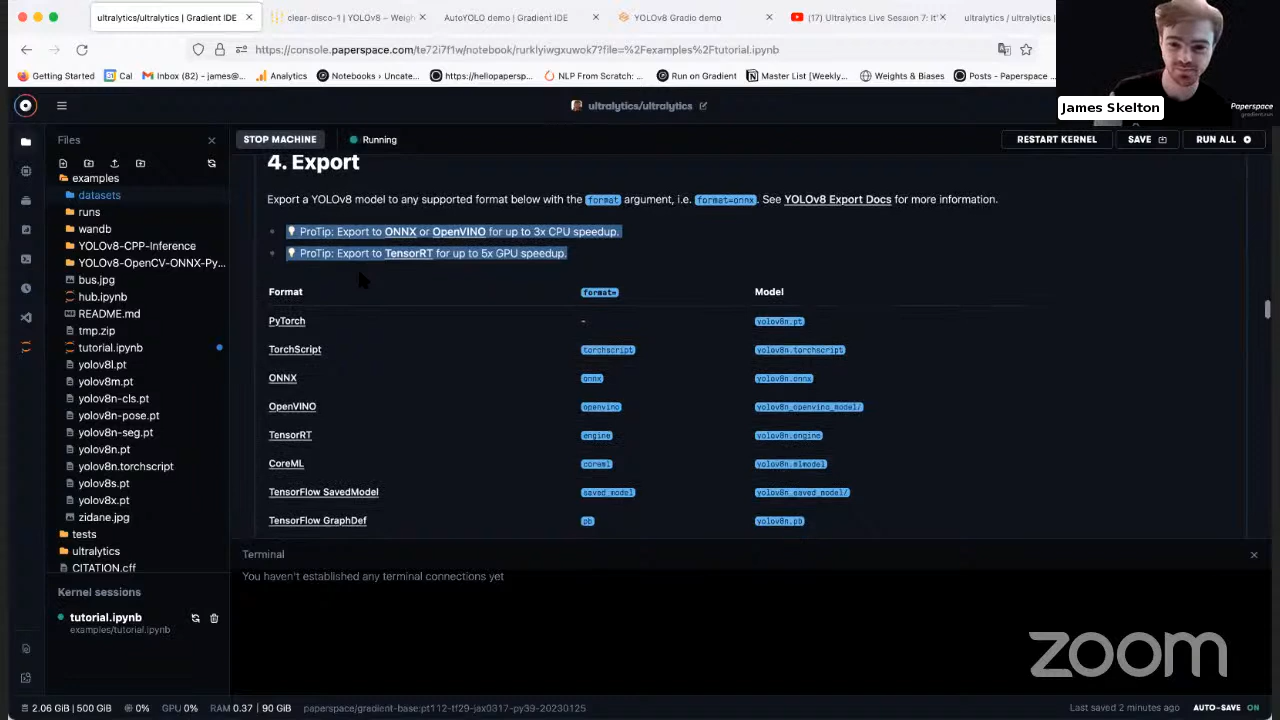 ultralytics/ultralytics | Gradient IDE
clear-disco-1 | YOLOv8 – Weigh
AutoYOLO demo | Gradient IDE
YOLOv8 Gradio demo
(17) Ultralytics Live Session 7: It'
ultralytics / ultralytics |
https://console.paperspace.com/te72i7f1w/notebook/rurklyiwgxuwok7?file=%2Fexamples%2Ftutorial.ipynb
Getting Started
Cal
Inbox (82) - james@...
Analytics
Notebooks › Uncate...
https://hellopapersp...
NLP From Scratch:...
Run on Gradient
Master List [Weekly...
Weights & Biases
Posts - Paperspace
James Skelton
Paperspace
gradient.run
ultralytics/ultralytics
Files
STOP MACHINE
Running
RESTART KERNEL
SAVE
RUN ALL
examples
datasets
runs
wandb
YOLOv8-CPP-Inference
YOLOv8-OpenCV-ONNX-Py...
bus.jpg
hub.ipynb
README.md
tmp.zip
tutorial.ipynb
yolov8l.pt
yolov8m.pt
yolov8n-cls.pt
yolov8n-pose.pt
yolov8n-seg.pt
yolov8n.pt
yolov8n.torchscript
yolov8s.pt
yolov8x.pt
zidane.jpg
tests
ultralytics
CITATION.cff
Kernel sessions
tutorial.ipynb
examples/tutorial.ipynb
4. Export
Export a YOLOv8 model to any supported format below with the format argument, i.e. format=onnx. See YOLOv8 Export Docs for more information.
ProTip: Export to ONNX or OpenVINO for up to 3x CPU speedup.
ProTip: Export to TensorRT for up to 5x GPU speedup.
Format format= Model
PyTorch - yolov8n.pt
TorchScript torchscript yolov8n.torchscript
ONNX onnx yolov8n.onnx
OpenVINO openvino yolov8n_openvino_model/
TensorRT engine yolov8n.engine
CoreML coreml yolov8n.mlmodel
TensorFlow SavedModel saved_model yolov8n_saved_model/
TensorFlow GraphDef pb yolov8n.pb
Terminal
You haven't established any terminal connections yet
zoom
2.06 GiB | 500 GiB
0%
GPU 0%
RAM 0.37 | 90 GiB
paperspace/gradient-base:pt112-tf29-jax0317-py39-20230125
Last saved 2 minutes ago
AUTO-SAVE ON